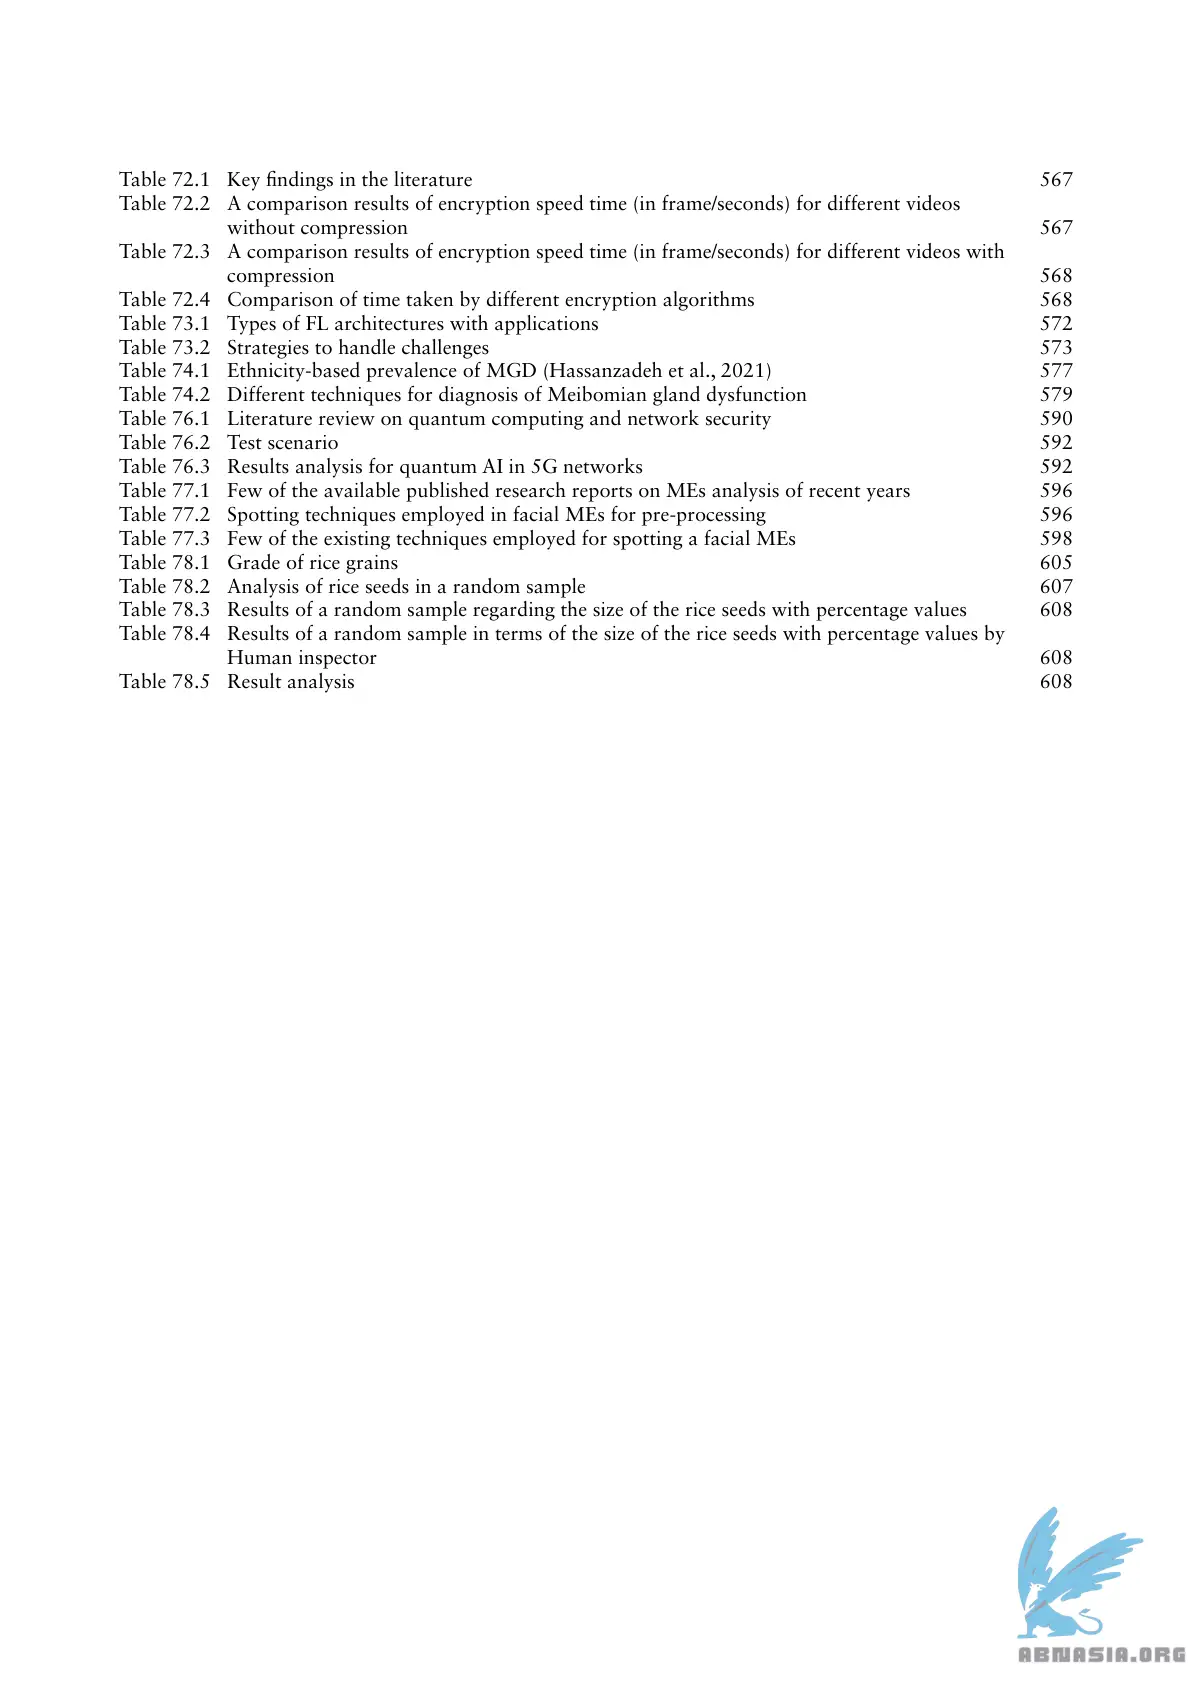 Table 72.1 Key findings in the literature 567
Table 72.2 A comparison results of encryption speed time (in frame/seconds) for different videos
without compression 567
Table 72.3 A comparison results of encryption speed time (in frame/seconds) for different videos with
compression 568
Table 72.4 Comparison of time taken by different encryption algorithms 568
Table 73.1 Types of FL architectures with applications 572
Table 73.2 Strategies to handle challenges 573
Table 74.1 Ethnicity-based prevalence of MGD (Hassanzadeh et al., 2021) 577
Table 74.2 Different techniques for diagnosis of Meibomian gland dysfunction 579
Table 76.1 Literature review on quantum computing and network security 590
Table 76.2 Test scenario 592
Table 76.3 Results analysis for quantum AI in 5G networks 592
Table 77.1 Few of the available published research reports on MEs analysis of recent years 596
Table 77.2 Spotting techniques employed in facial MEs for pre-processing 596
Table 77.3 Few of the existing techniques employed for spotting a facial MEs 598
Table 78.1 Grade of rice grains 605
Table 78.2 Analysis of rice seeds in a random sample 607
Table 78.3 Results of a random sample regarding the size of the rice seeds with percentage values 608
Table 78.4 Results of a random sample in terms of the size of the rice seeds with percentage values by
Human inspector 608
Table 78.5 Result analysis 608
ABNASIA.ORG